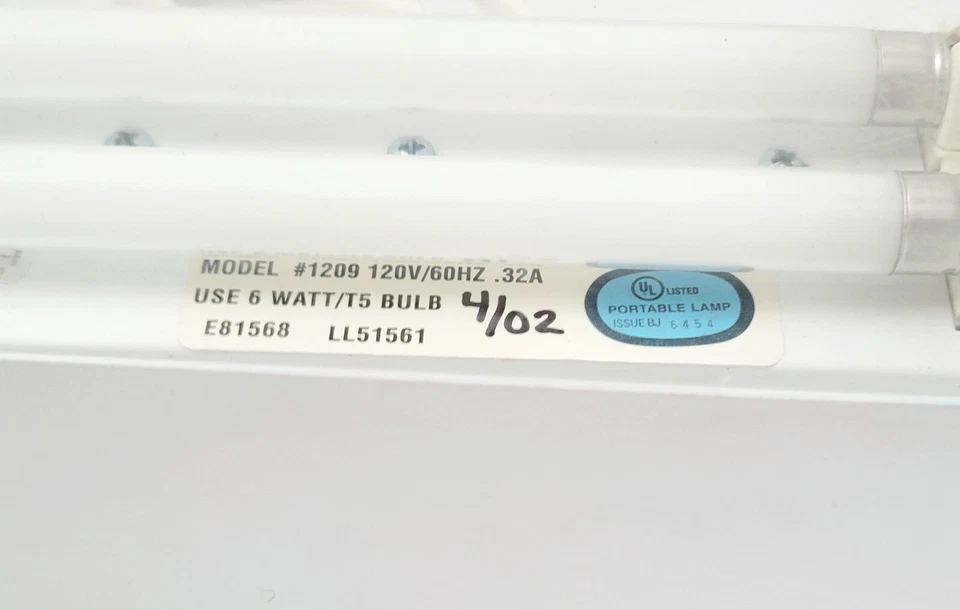 MODEL #1209 120V/60HZ .32A
USE 6 WATT/T5 BULB 4/02
E81568 LL51561
UL LISTED
PORTABLE LAMP
ISSUE BJ 6454